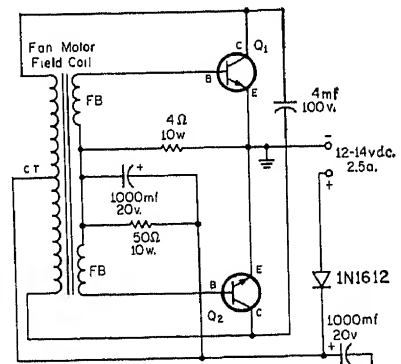 Fan Motor
Field Coil
C
Q1
B
E
FB
4Ω
10w
4mf
100v.
CT
+
1000mf
20v.
−
12-14vdc.
2.5a.
+
50Ω
10w.
FB
E
B
Q2
C
1N1612
1000mf
20v
+